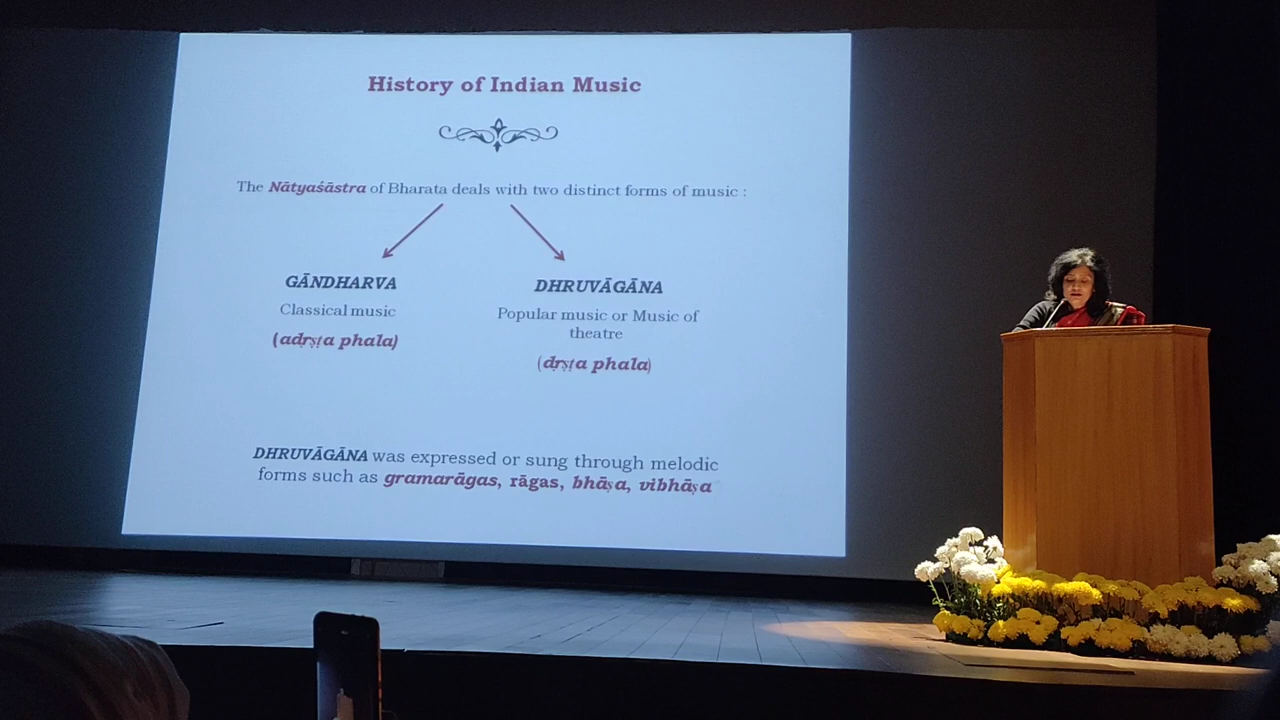 History of Indian Music
The Nātyaśāstra of Bharata deals with two distinct forms of music :
GĀNDHARVA
Classical music
(adṛṣṭa phala)
DHRUVĀGĀNA
Popular music or Music of
theatre
(dṛṣṭa phala)
DHRUVĀGĀNA was expressed or sung through melodic
forms such as gramarāgas, rāgas, bhāṣa, vibhāṣa